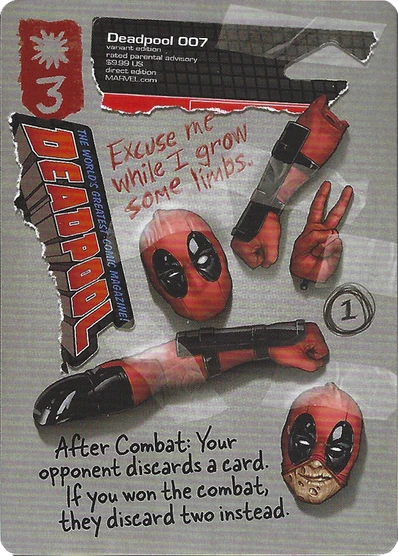 3
Deadpool 007
variant edition
rated parental advisory
$9.99 US
direct edition
MARVEL.com
THE WORLD'S GREATEST COMIC MAGAZINE!
DEADPOOL
Excuse me
while I grow
some limbs.
1
After Combat: Your
opponent discards a card.
If you won the combat,
they discard two instead.